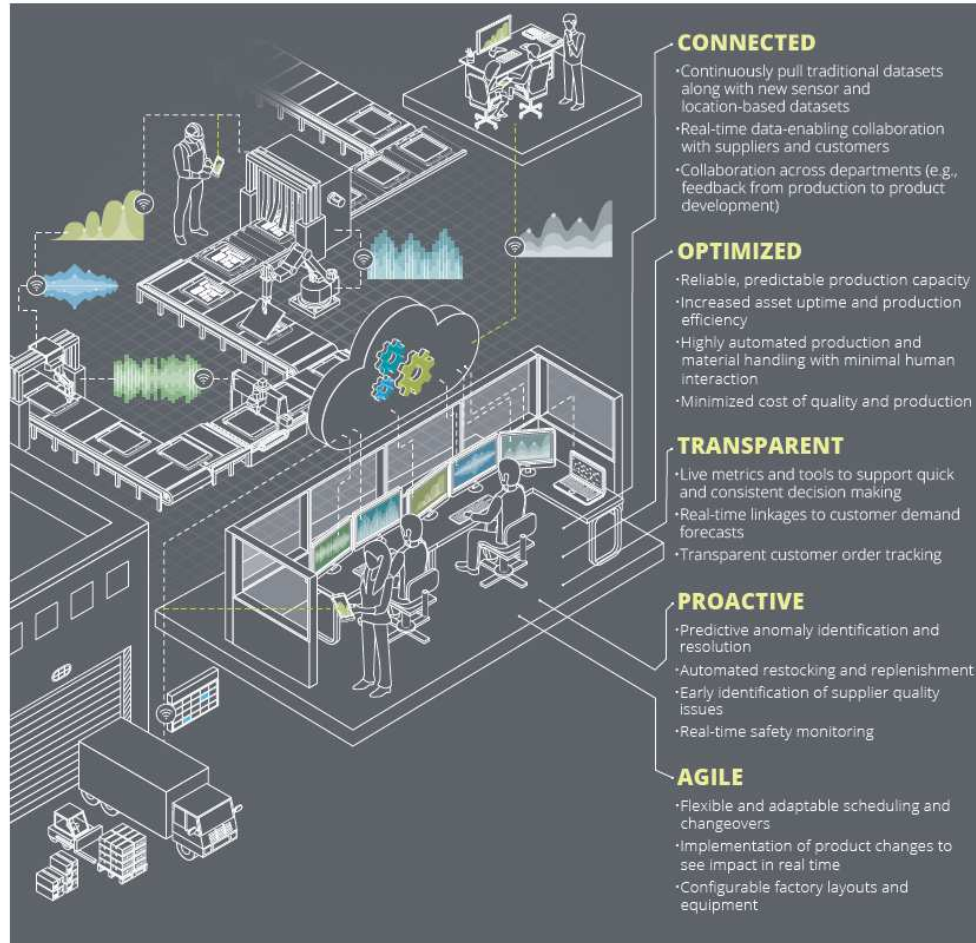 CONNECTED
·Continuously pull traditional datasets
along with new sensor and
location-based datasets
·Real-time data-enabling collaboration
with suppliers and customers
·Collaboration across departments (e.g.,
feedback from production to product
development)
OPTIMIZED
·Reliable, predictable production capacity
·Increased asset uptime and production
efficiency
·Highly automated production and
material handling with minimal human
interaction
·Minimized cost of quality and production
TRANSPARENT
·Live metrics and tools to support quick
and consistent decision making
·Real-time linkages to customer demand
forecasts
·Transparent customer order tracking
PROACTIVE
·Predictive anomaly identification and
resolution
·Automated restocking and replenishment
·Early identification of supplier quality
issues
·Real-time safety monitoring
AGILE
·Flexible and adaptable scheduling and
changeovers
·Implementation of product changes to
see impact in real time
·Configurable factory layouts and
equipment